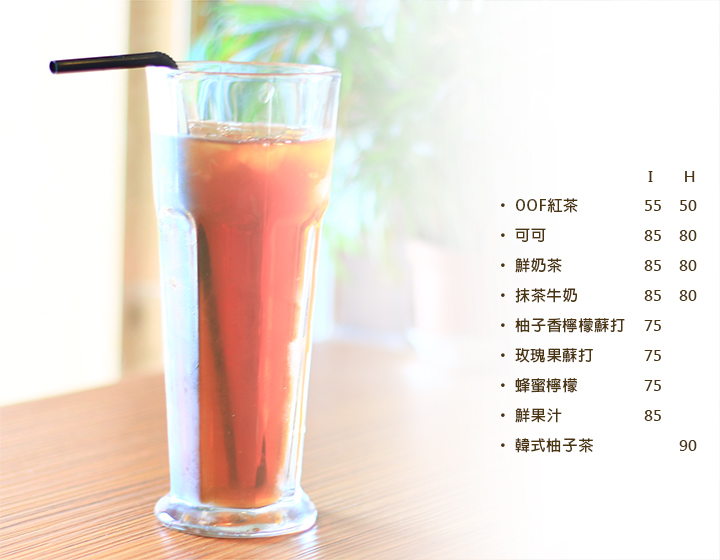 I H
• OOF紅茶 55 50
• 可可 85 80
• 鮮奶茶 85 80
• 抹茶牛奶 85 80
• 柚子香檸檬蘇打 75
• 玫瑰果蘇打 75
• 蜂蜜檸檬 75
• 鮮果汁 85
• 韓式柚子茶 90